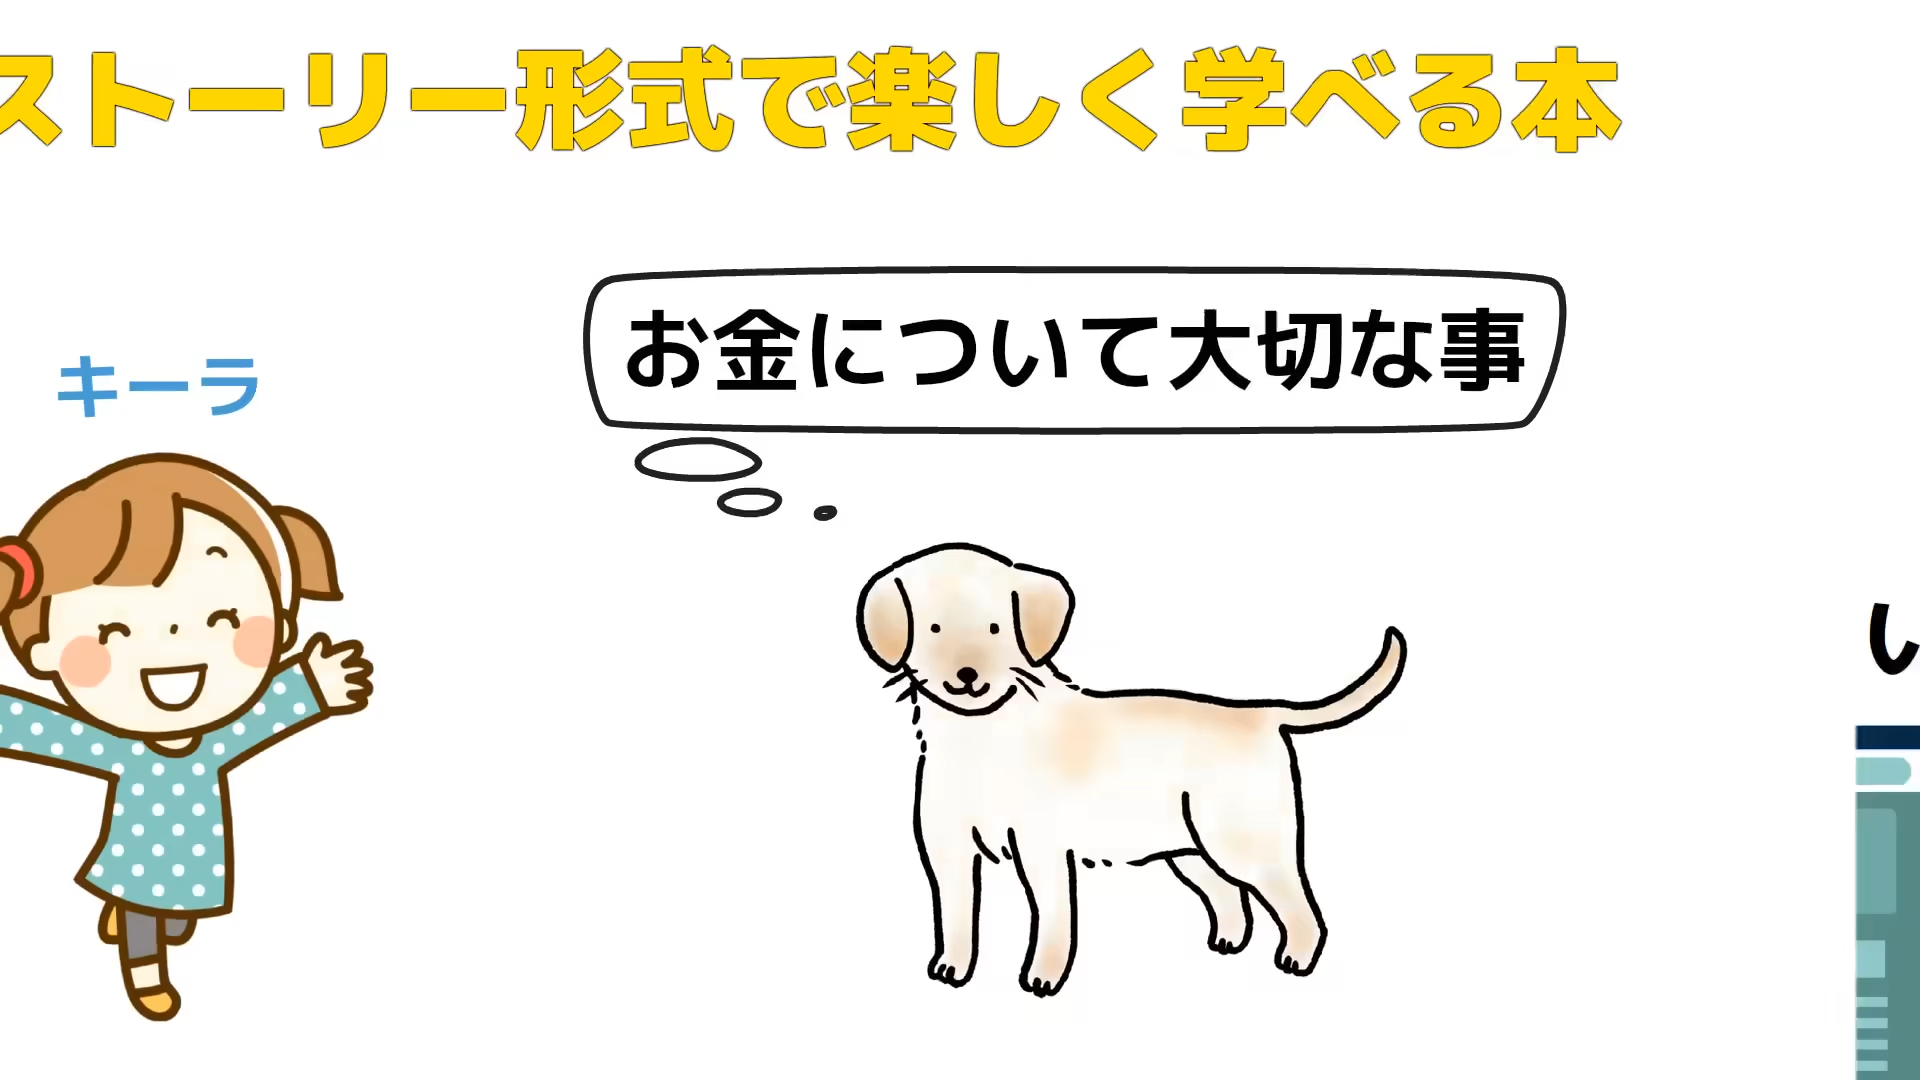 ストーリー形式で楽しく学べる本
お金について大切な事
キーラ
い